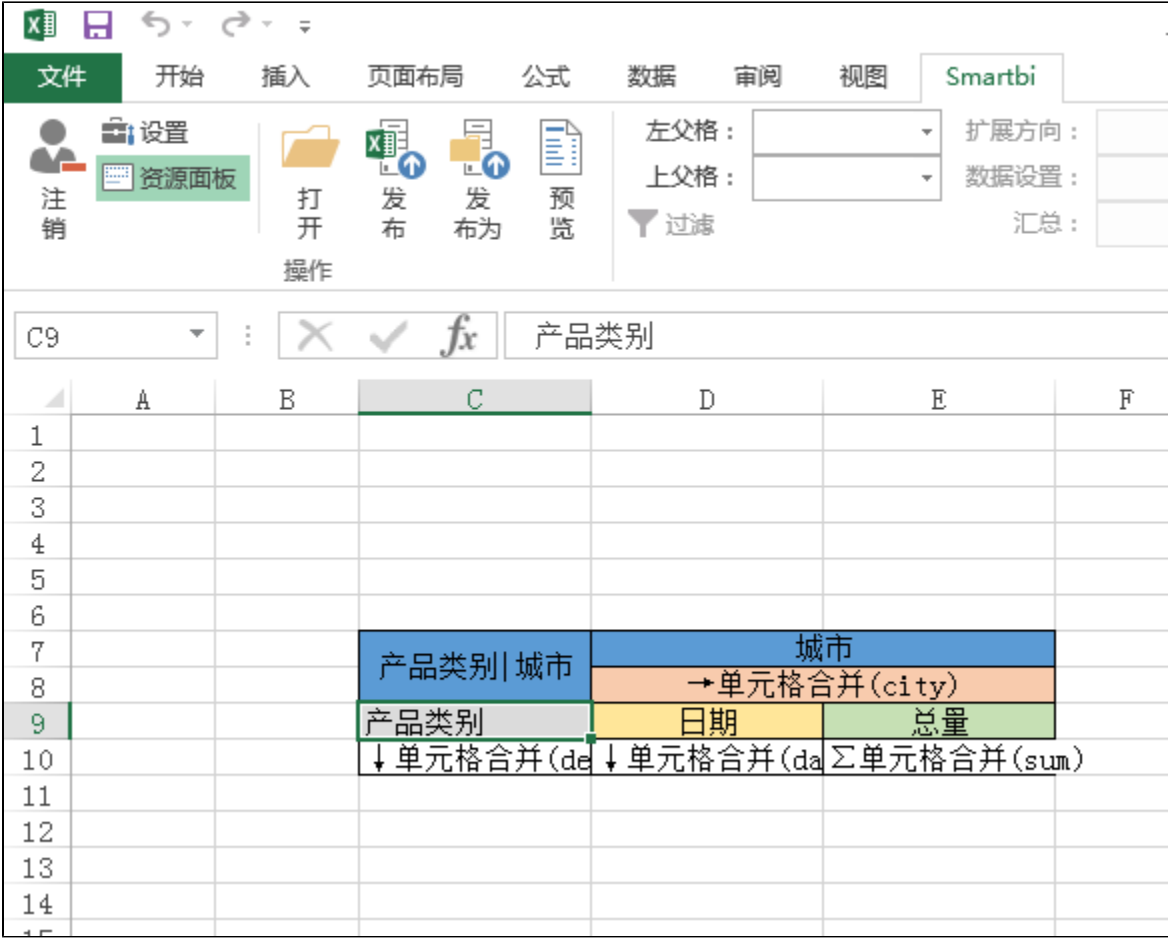 文件 开始 插入 页面布局 公式 数据 审阅 视图 Smartbi
设置 左父格： 扩展方向：
资源面板 上父格： 数据设置：
注销 打开 发布 发布为 预览 过滤 汇总：
操作
C9 fx 产品类别
A B C D E F
1
2
3
4
5
6
7 产品类别|城市 城市
8 →单元格合并(city)
9 产品类别 日期 总量
10 ↓单元格合并(de ↓单元格合并(da Σ单元格合并(sum)
11
12
13
14